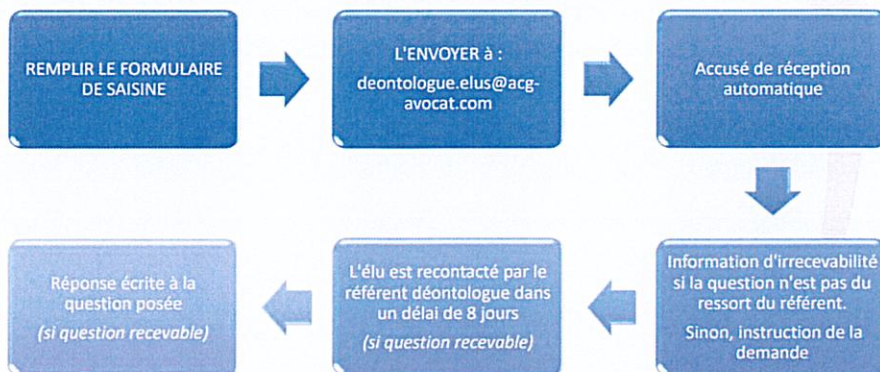 REMPLIR LE FORMULAIRE
DE SAISINE
L'ENVOYER à :
deontologue.elus@acg-
avocat.com
Accusé de réception
automatique
Information d'irrecevabilité
si la question n'est pas du
ressort du référent.
Sinon, instruction de la
demande
L'élu est recontacté par le
référent déontologue dans
un délai de 8 jours
(si question recevable)
Réponse écrite à la
question posée
(si question recevable)